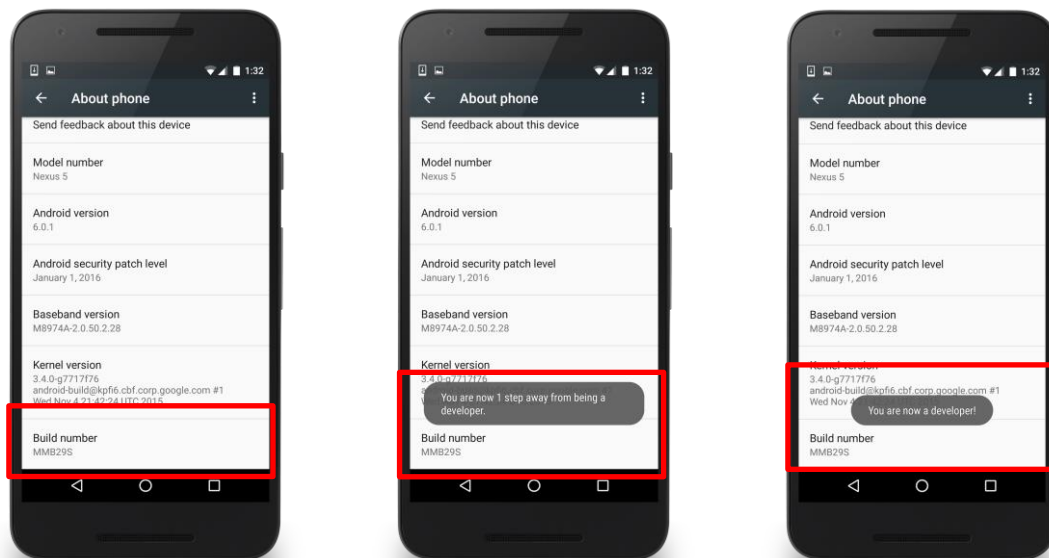 1:32
About phone
Send feedback about this device
Model number
Nexus 5
Android version
6.0.1
Android security patch level
January 1, 2016
Baseband version
M8974A-2.0.50.2.28
Kernel version
3.4.0-g7717f76
android-build@kpfi6.cbf.corp.google.com #1
Wed Nov 4 21:42:24 UTC 2015
Build number
MMB29S
1:32
About phone
Send feedback about this device
Model number
Nexus 5
Android version
6.0.1
Android security patch level
January 1, 2016
Baseband version
M8974A-2.0.50.2.28
Kernel version
3.4.0-g7717f76
You are now 1 step away from being a
developer.
Build number
MMB29S
1:32
About phone
Send feedback about this device
Model number
Nexus 5
Android version
6.0.1
Android security patch level
January 1, 2016
Baseband version
M8974A-2.0.50.2.28
Kernel version
3.4.0-g7717f76
android-build@kpfi6.cbf.corp.google.com #1
Wed Nov 4
You are now a developer!
Build number
MMB29S